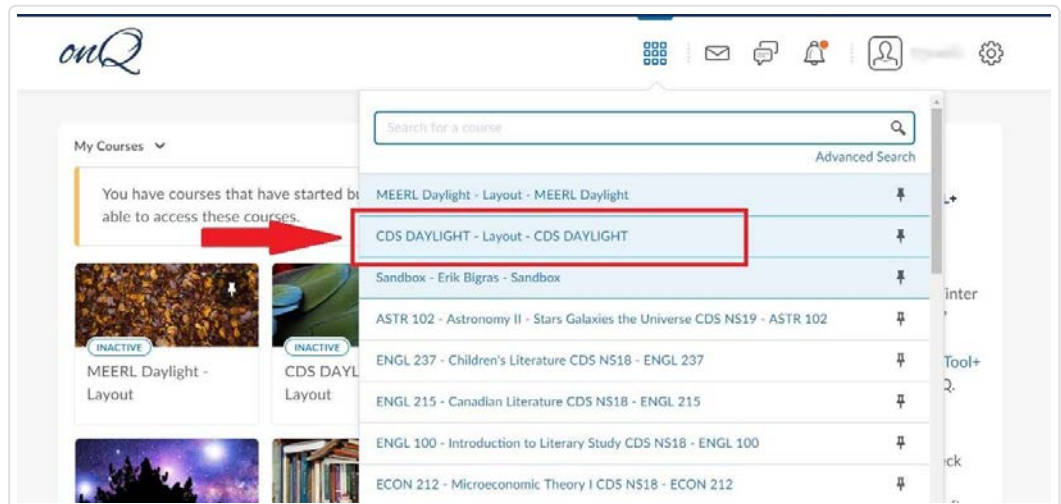 onQ
Search for a course
Advanced Search
My Courses
You have courses that have started bu
able to access these courses.
MEERL Daylight - Layout - MEERL Daylight
CDS DAYLIGHT - Layout - CDS DAYLIGHT
Sandbox - Erik Bigras - Sandbox
ASTR 102 - Astronomy II - Stars Galaxies the Universe CDS NS19 - ASTR 102
ENGL 237 - Children's Literature CDS NS18 - ENGL 237
ENGL 215 - Canadian Literature CDS NS18 - ENGL 215
ENGL 100 - Introduction to Literary Study CDS NS18 - ENGL 100
ECON 212 - Microeconomic Theory I CDS NS18 - ECON 212
INACTIVE
MEERL Daylight -
Layout
INACTIVE
CDS DAYL
Layout
inter
Tool+
Q.
eck